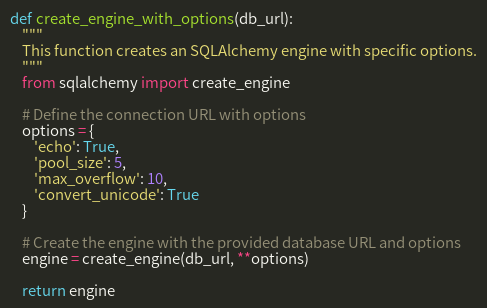 def create_engine_with_options(db_url):
    """
    This function creates an SQLAlchemy engine with specific options.
    """
    from sqlalchemy import create_engine

    # Define the connection URL with options
    options = {
        'echo': True,
        'pool_size': 5,
        'max_overflow': 10,
        'convert_unicode': True
    }

    # Create the engine with the provided database URL and options
    engine = create_engine(db_url, **options)

    return engine